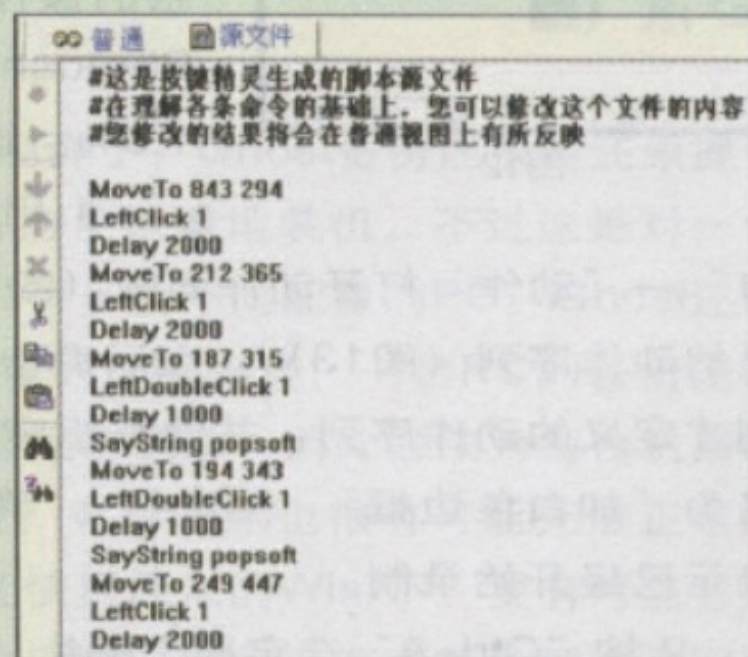 普通 源文件
#这是按键精灵生成的脚本源文件
#在理解各条命令的基础上，您可以修改这个文件的内容
#您修改的结果将会在普通视图上有所反映
MoveTo 843 294
LeftClick 1
Delay 2000
MoveTo 212 365
LeftClick 1
Delay 2000
MoveTo 187 315
LeftDoubleClick 1
Delay 1000
SayString popsoft
MoveTo 194 343
LeftDoubleClick 1
Delay 1000
SayString popsoft
MoveTo 249 447
LeftClick 1
Delay 2000